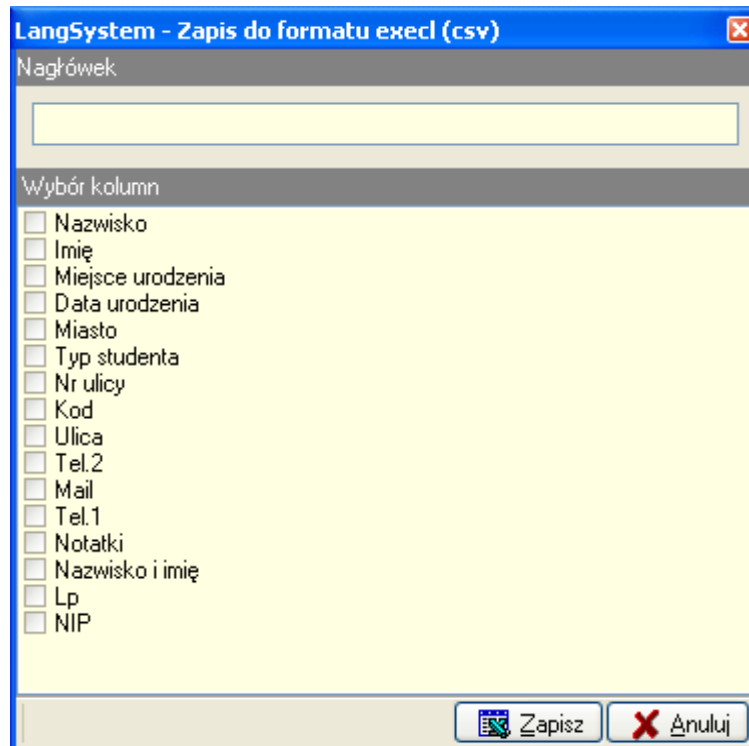 LangSystem - Zapis do formatu execl (csv)
Nagłówek
Wybór kolumn
Nazwisko
Imię
Miejsce urodzenia
Data urodzenia
Miasto
Typ studenta
Nr ulicy
Kod
Ulica
Tel.2
Mail
Tel.1
Notatki
Nazwisko i imię
Lp
NIP
Zapisz Anuluj